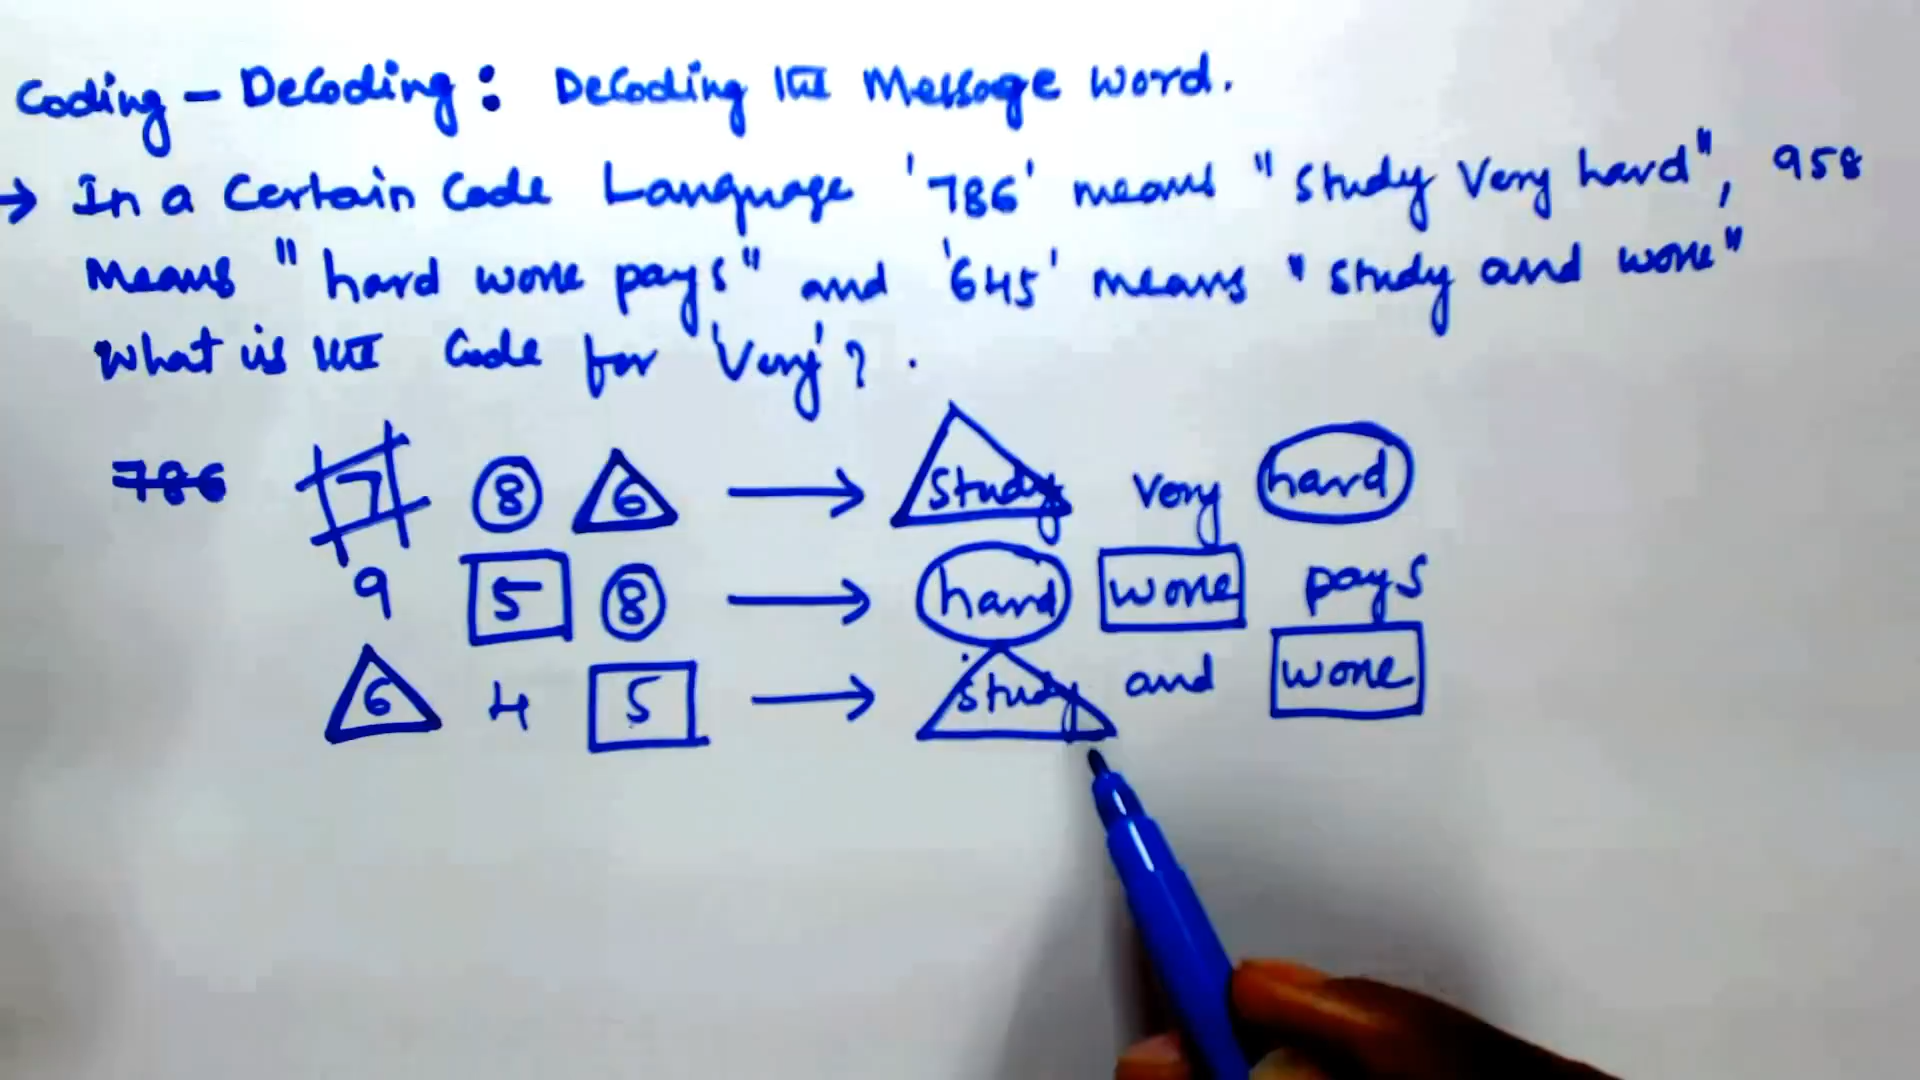 Coding - Decoding: Decoding the Message word.
→ In a Certain Code Language '786' means "Study Very hard", 958
means "hard work pays" and '645' means "Study and work"
What is the Code for 'Very'? .
786 7 8 6 → Study Very hard
9 5 8 → hard work pays
6 4 5 → study and work